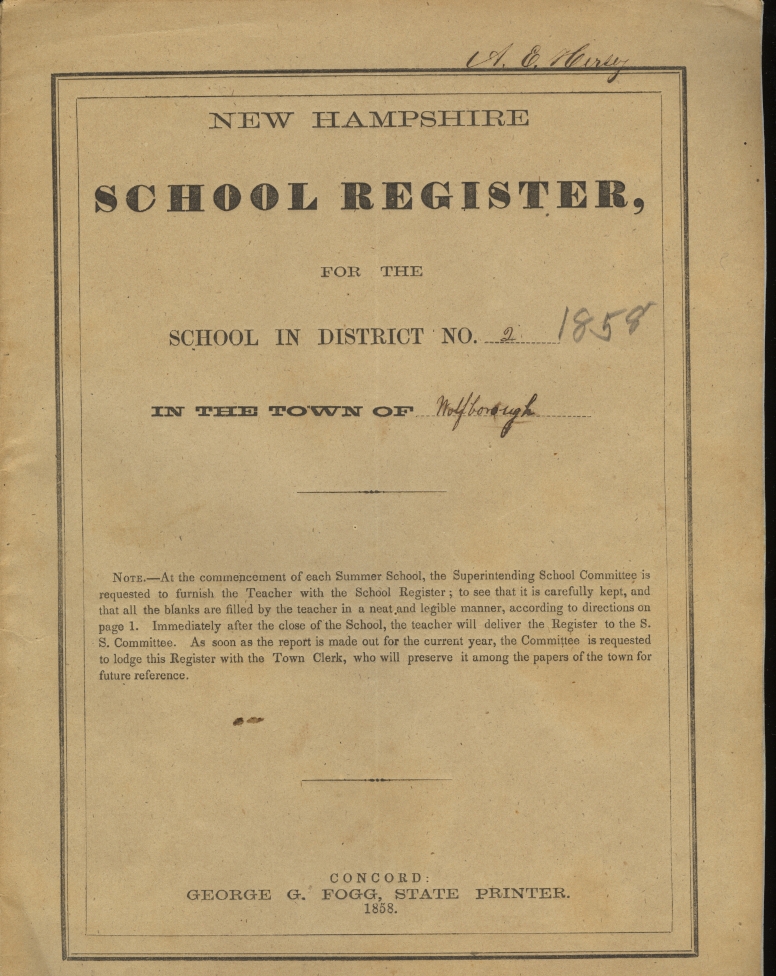 A. E. Hersey
NEW HAMPSHIRE
SCHOOL REGISTER,
FOR THE
SCHOOL IN DISTRICT NO. 2 1858
IN THE TOWN OF Wolfborough
NOTE.—At the commencement of each Summer School, the Superintending School Committee is
requested to furnish the Teacher with the School Register; to see that it is carefully kept, and
that all the blanks are filled by the teacher in a neat and legible manner, according to directions on
page 1. Immediately after the close of the School, the teacher will deliver the Register to the S.
S. Committee. As soon as the report is made out for the current year, the Committee is requested
to lodge this Register with the Town Clerk, who will preserve it among the papers of the town for
future reference.
CONCORD:
GEORGE G. FOGG, STATE PRINTER.
1858.